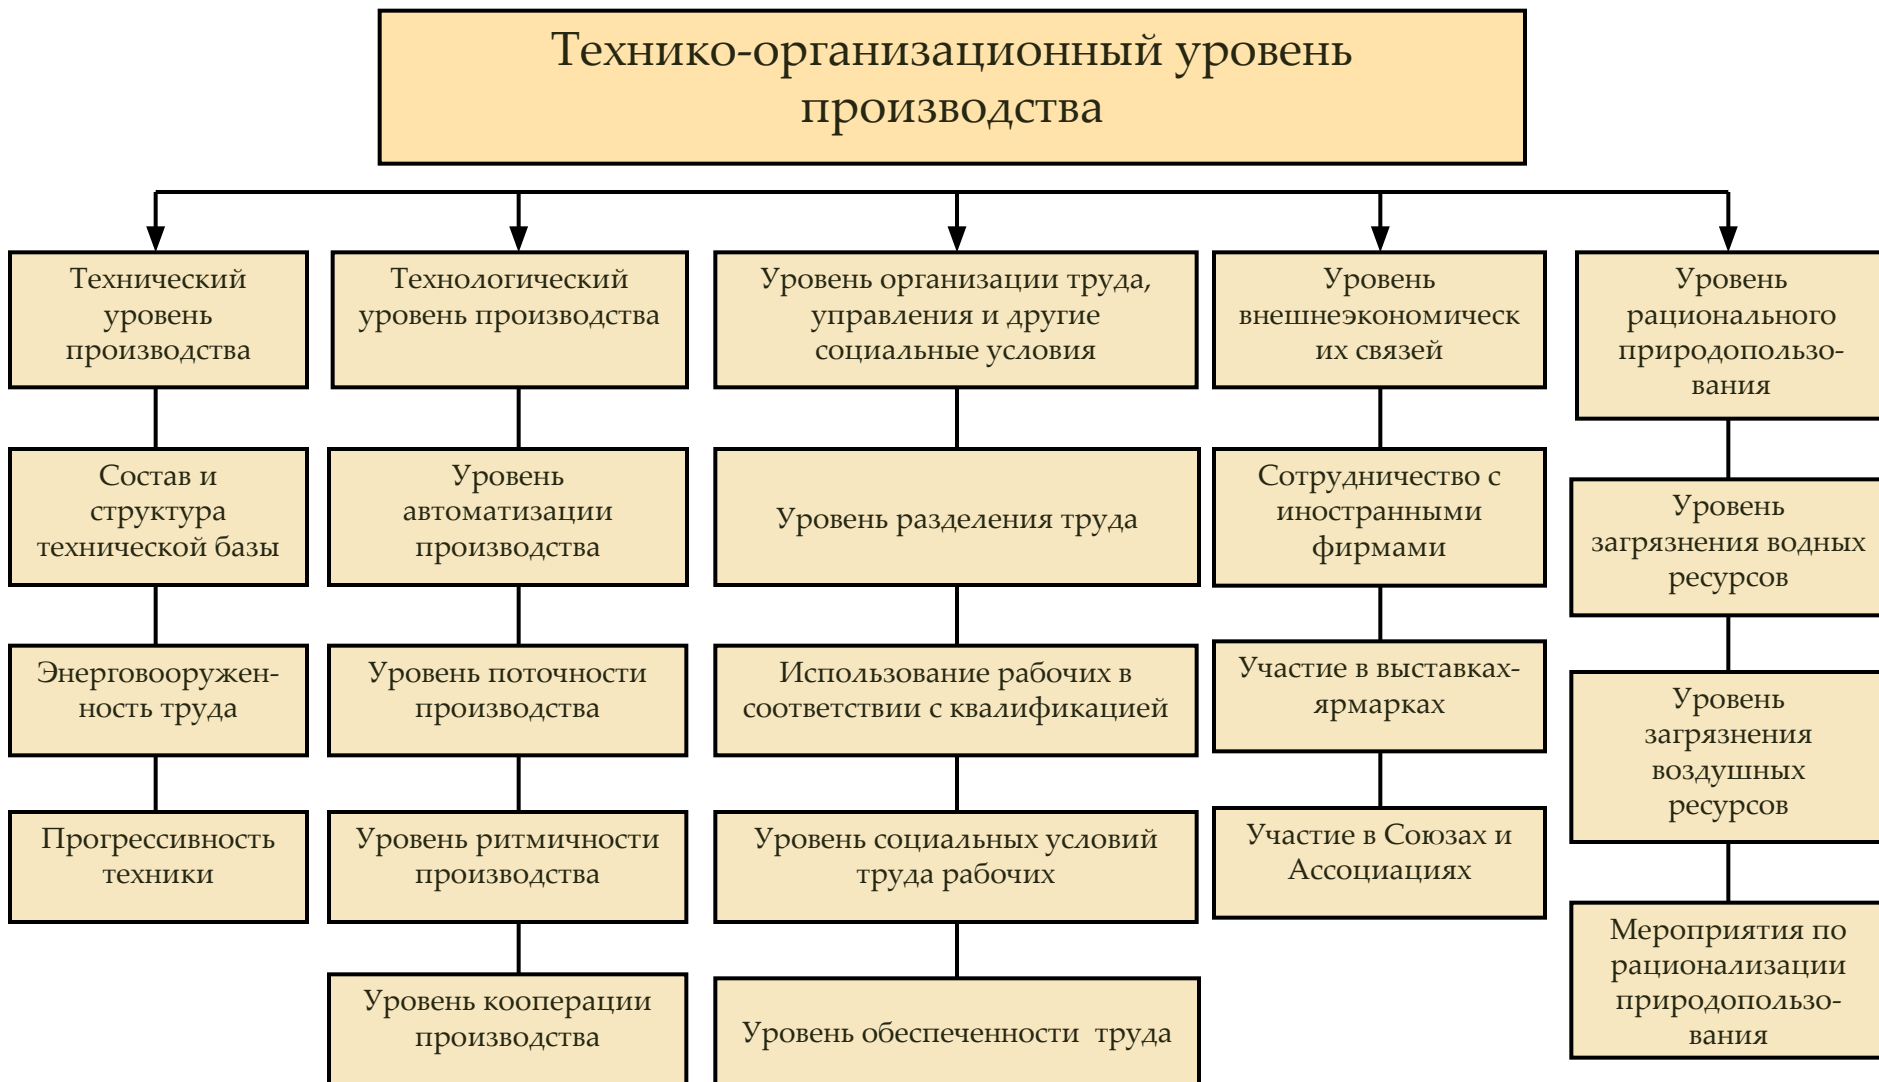 Технико-организационный уровень
производства
Технический
уровень
производства
Состав и
структура
технической базы
Энерговооружен-
ность труда
Прогрессивность
техники
Технологический
уровень производства
Уровень
автоматизации
производства
Уровень поточности
производства
Уровень ритмичности
производства
Уровень кооперации
производства
Уровень организации труда,
управления и другие
социальные условия
Уровень разделения труда
Использование рабочих в
соответствии с квалификацией
Уровень социальных условий
труда рабочих
Уровень обеспеченности труда
Уровень
внешнеэкономическ
их связей
Сотрудничество с
иностранными
фирмами
Участие в выставках-
ярмарках
Участие в Союзах и
Ассоциациях
Уровень
рационального
природопользо-
вания
Уровень
загрязнения водных
ресурсов
Уровень
загрязнения
воздушных
ресурсов
Мероприятия по
рационализации
природопользо-
вания